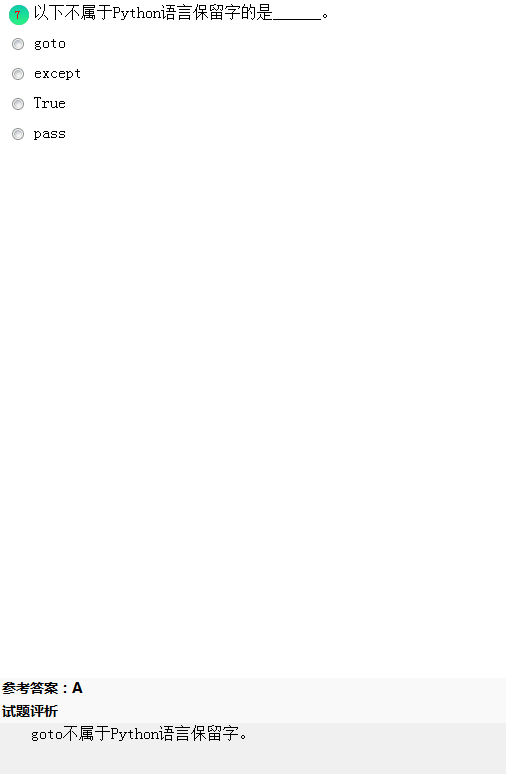 7 以下不属于Python语言保留字的是______。
goto
except
True
pass
参考答案：A
试题评析
goto不属于Python语言保留字。